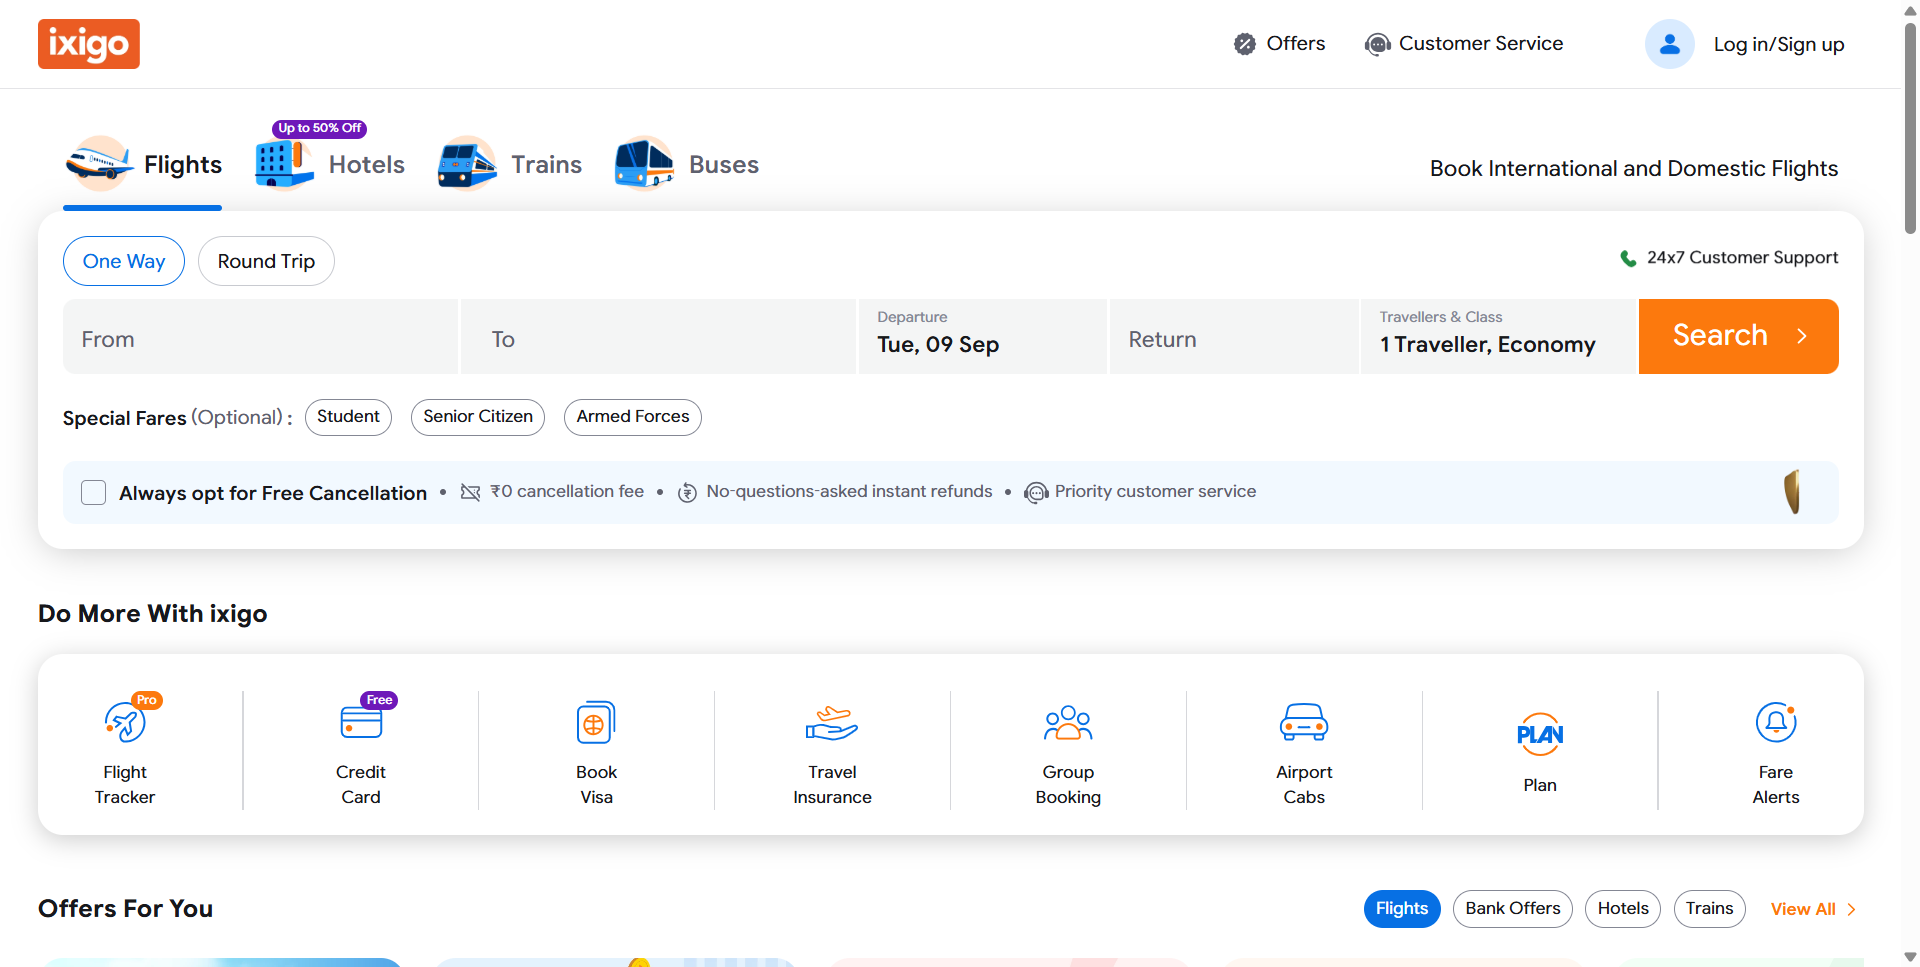 ixigo
Offers
Customer Service
Log in/Sign up
Flights
Up to 50% Off
Hotels
Trains
Buses
Book International and Domestic Flights
One Way
Round Trip
24x7 Customer Support
From
To
Departure
Tue, 09 Sep
Return
Travellers & Class
1 Traveller, Economy
Search
Special Fares (Optional) :
Student
Senior Citizen
Armed Forces
Always opt for Free Cancellation • ₹0 cancellation fee • No-questions-asked instant refunds • Priority customer service
Do More With ixigo
Pro
Flight
Tracker
Free
Credit
Card
Book
Visa
Travel
Insurance
Group
Booking
Airport
Cabs
PLAN
Plan
Fare
Alerts
Offers For You
Flights
Bank Offers
Hotels
Trains
View All